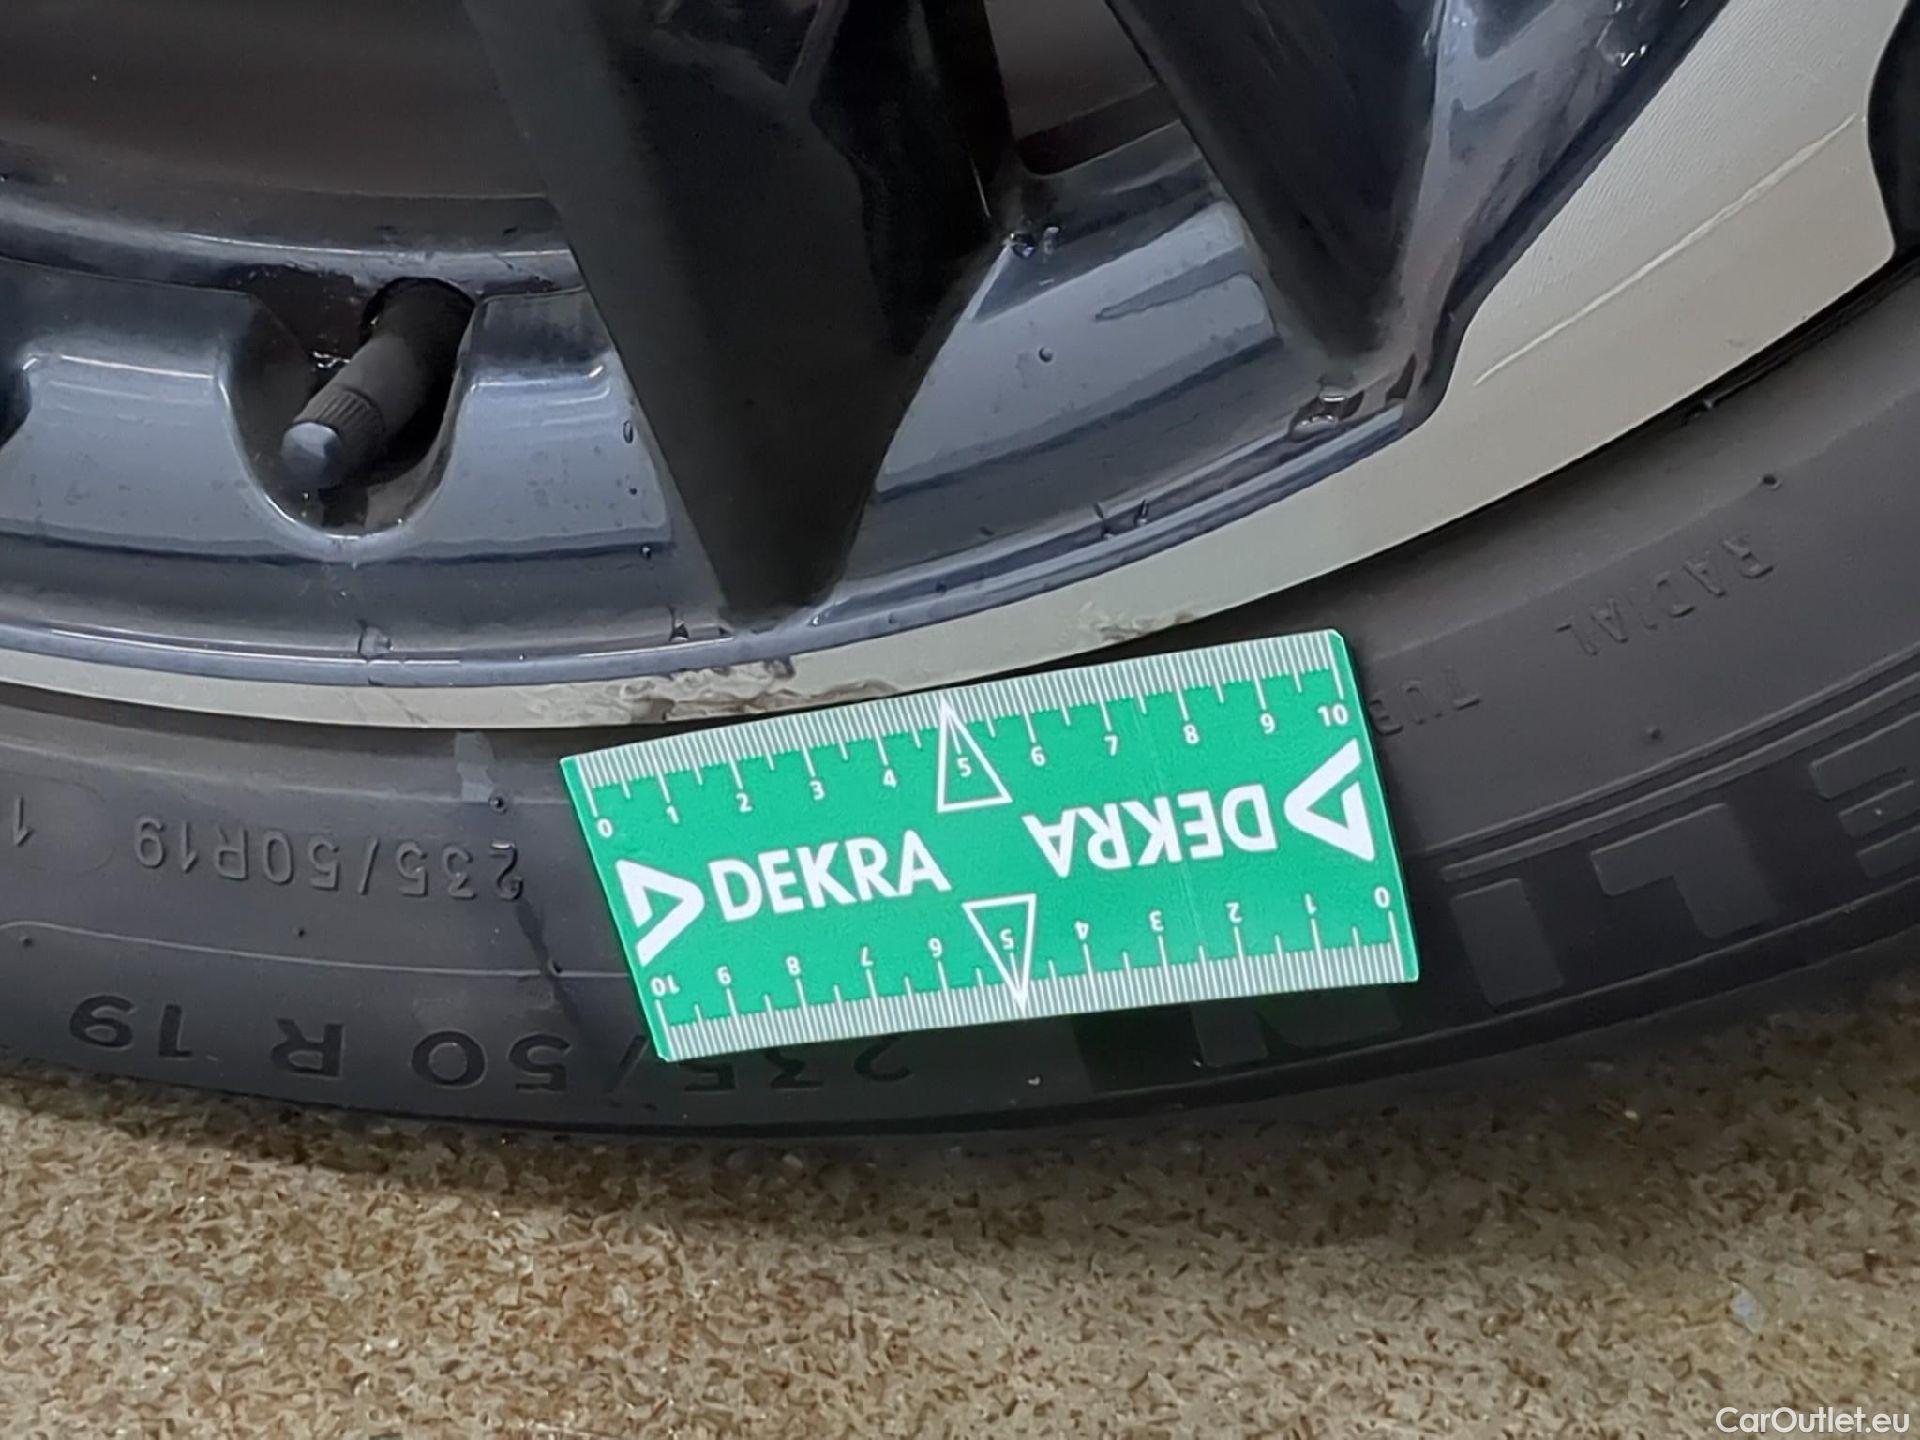 RADIAL
TUB
0 1 2 3 4 5 6 7 8 9 10
DEKRA
DEKRA
10 9 8 7 6 5 4 3 2 1 0
235/50R19 1
235/50 R 19
CarOutlet.eu